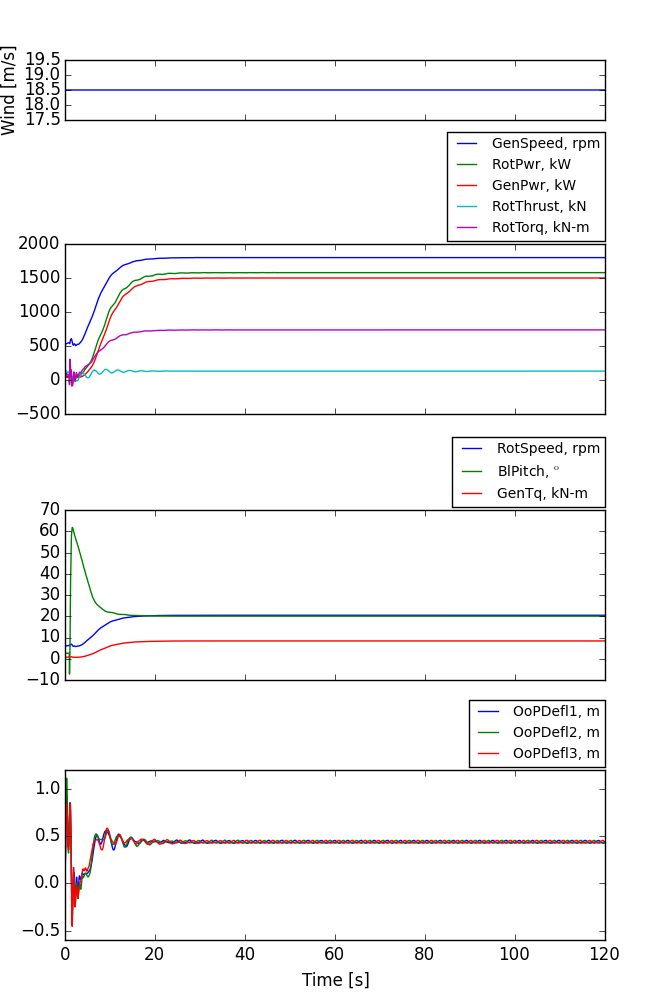 Wind [m/s]
19.5
19.0
18.5
18.0
17.5
GenSpeed, rpm
RotPwr, kW
GenPwr, kW
RotThrust, kN
RotTorq, kN-m
2000
1500
1000
500
0
−500
RotSpeed, rpm
BlPitch, °
GenTq, kN-m
70
60
50
40
30
20
10
0
−10
OoPDefl1, m
OoPDefl2, m
OoPDefl3, m
1.0
0.5
0.0
−0.5
0 20 40 60 80 100 120
Time [s]